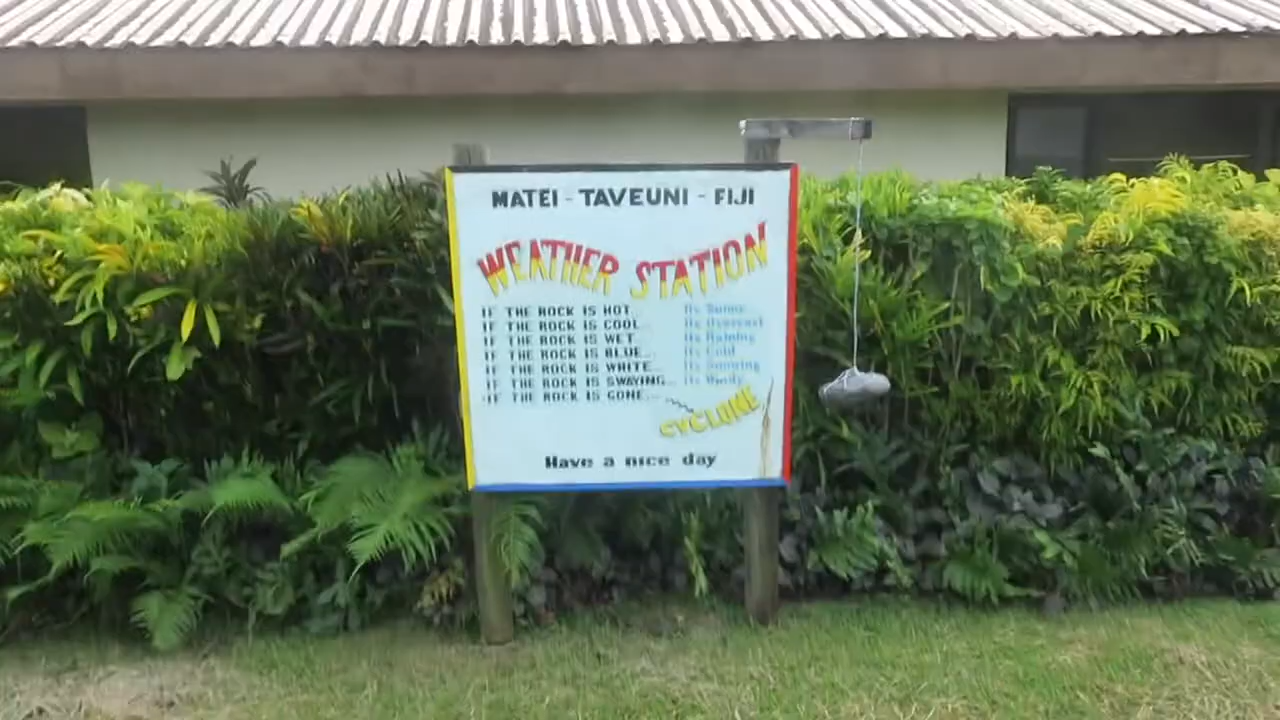 MATEI - TAVEUNI - FIJI
WEATHER STATION
IF THE ROCK IS HOT Its Sunny
IF THE ROCK IS COOL... Its Overcast
IF THE ROCK IS WET... Its Raining
IF THE ROCK IS BLUE... Its Cold
IF THE ROCK IS WHITE... Its Snowing
IF THE ROCK IS SWAYING... Its Windy
IF THE ROCK IS GONE...
CYCLONE
Have a nice day